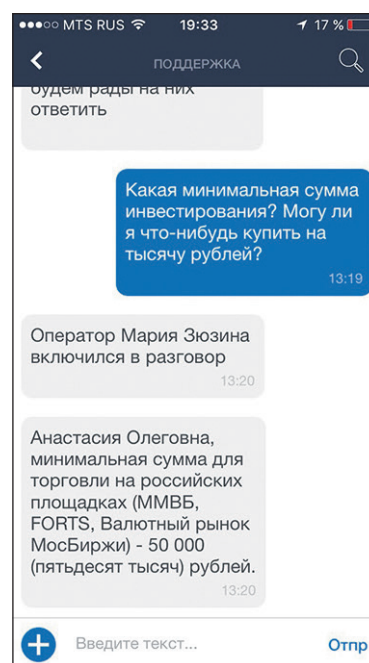 MTS RUS 19:33 17 %
ПОДДЕРЖКА
будем рады на них
ответить
Какая минимальная сумма
инвестирования? Могу ли
я что-нибудь купить на
тысячу рублей?
13:19
Оператор Мария Зюзина
включился в разговор
13:20
Анастасия Олеговна,
минимальная сумма для
торговли на российских
площадках (ММВБ,
FORTS, Валютный рынок
МосБиржи) - 50 000
(пятьдесят тысяч) рублей.
13:20
Введите текст... Отпр